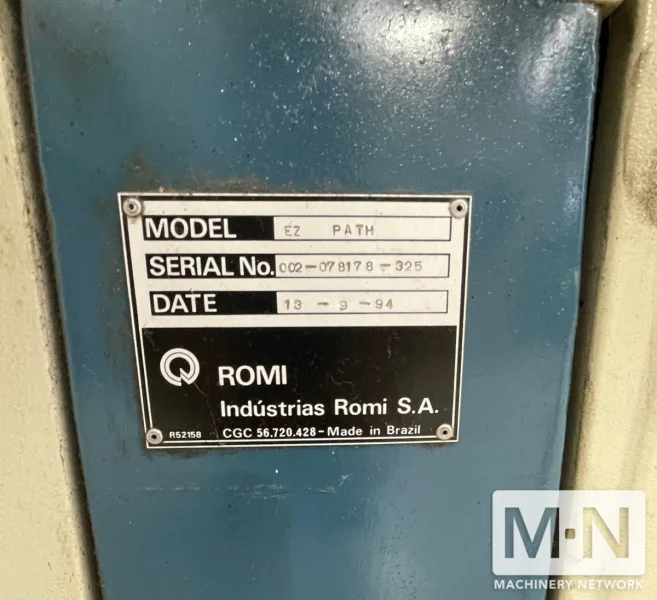 MODEL EZ PATH
SERIAL No. 002-078178-325
DATE 13 - 9 - 94
ROMI
Indústrias Romi S.A.
R52158 CGC 56.720.428 - Made in Brazil
M·N
MACHINERY NETWORK